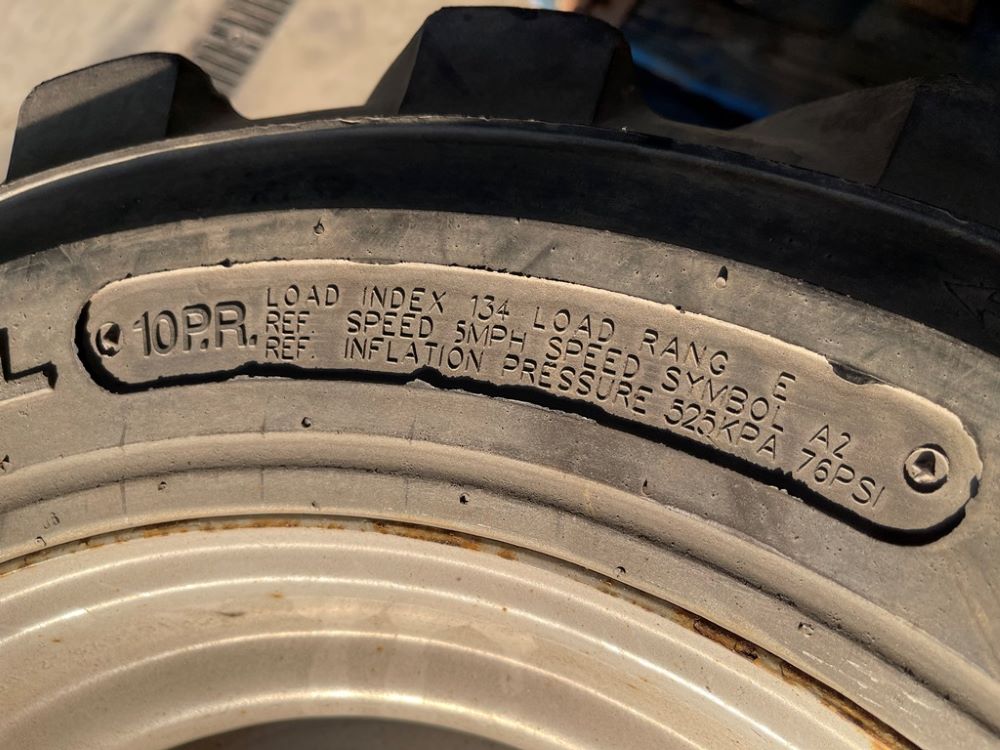 10P.R.
LOAD INDEX 134 LOAD RANG E
REF. SPEED 5MPH SPEED SYMBOL A2
REF. INFLATION PRESSURE 525KPA 76PSI